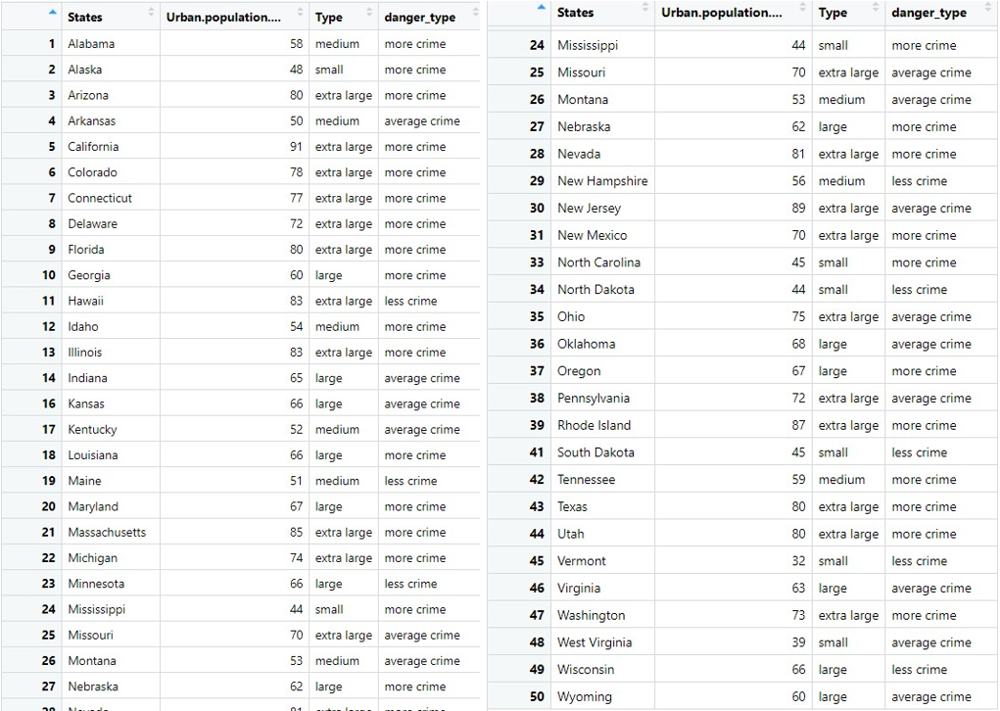 States Urban.population.... Type danger_type
1 Alabama 58 medium more crime
2 Alaska 48 small more crime
3 Arizona 80 extra large more crime
4 Arkansas 50 medium average crime
5 California 91 extra large more crime
6 Colorado 78 extra large more crime
7 Connecticut 77 extra large more crime
8 Delaware 72 extra large more crime
9 Florida 80 extra large more crime
10 Georgia 60 large more crime
11 Hawaii 83 extra large less crime
12 Idaho 54 medium more crime
13 Illinois 83 extra large more crime
14 Indiana 65 large average crime
16 Kansas 66 large average crime
17 Kentucky 52 medium average crime
18 Louisiana 66 large more crime
19 Maine 51 medium less crime
20 Maryland 67 large more crime
21 Massachusetts 85 extra large more crime
22 Michigan 74 extra large more crime
23 Minnesota 66 large less crime
24 Mississippi 44 small more crime
25 Missouri 70 extra large average crime
26 Montana 53 medium average crime
27 Nebraska 62 large more crime
28 Nevada 81 extra large more crime
States Urban.population.... Type danger_type
24 Mississippi 44 small more crime
25 Missouri 70 extra large average crime
26 Montana 53 medium average crime
27 Nebraska 62 large more crime
28 Nevada 81 extra large more crime
29 New Hampshire 56 medium less crime
30 New Jersey 89 extra large average crime
31 New Mexico 70 extra large more crime
33 North Carolina 45 small more crime
34 North Dakota 44 small less crime
35 Ohio 75 extra large average crime
36 Oklahoma 68 large average crime
37 Oregon 67 large more crime
38 Pennsylvania 72 extra large average crime
39 Rhode Island 87 extra large more crime
41 South Dakota 45 small less crime
42 Tennessee 59 medium more crime
43 Texas 80 extra large more crime
44 Utah 80 extra large more crime
45 Vermont 32 small less crime
46 Virginia 63 large average crime
47 Washington 73 extra large more crime
48 West Virginia 39 small average crime
49 Wisconsin 66 large less crime
50 Wyoming 60 large average crime